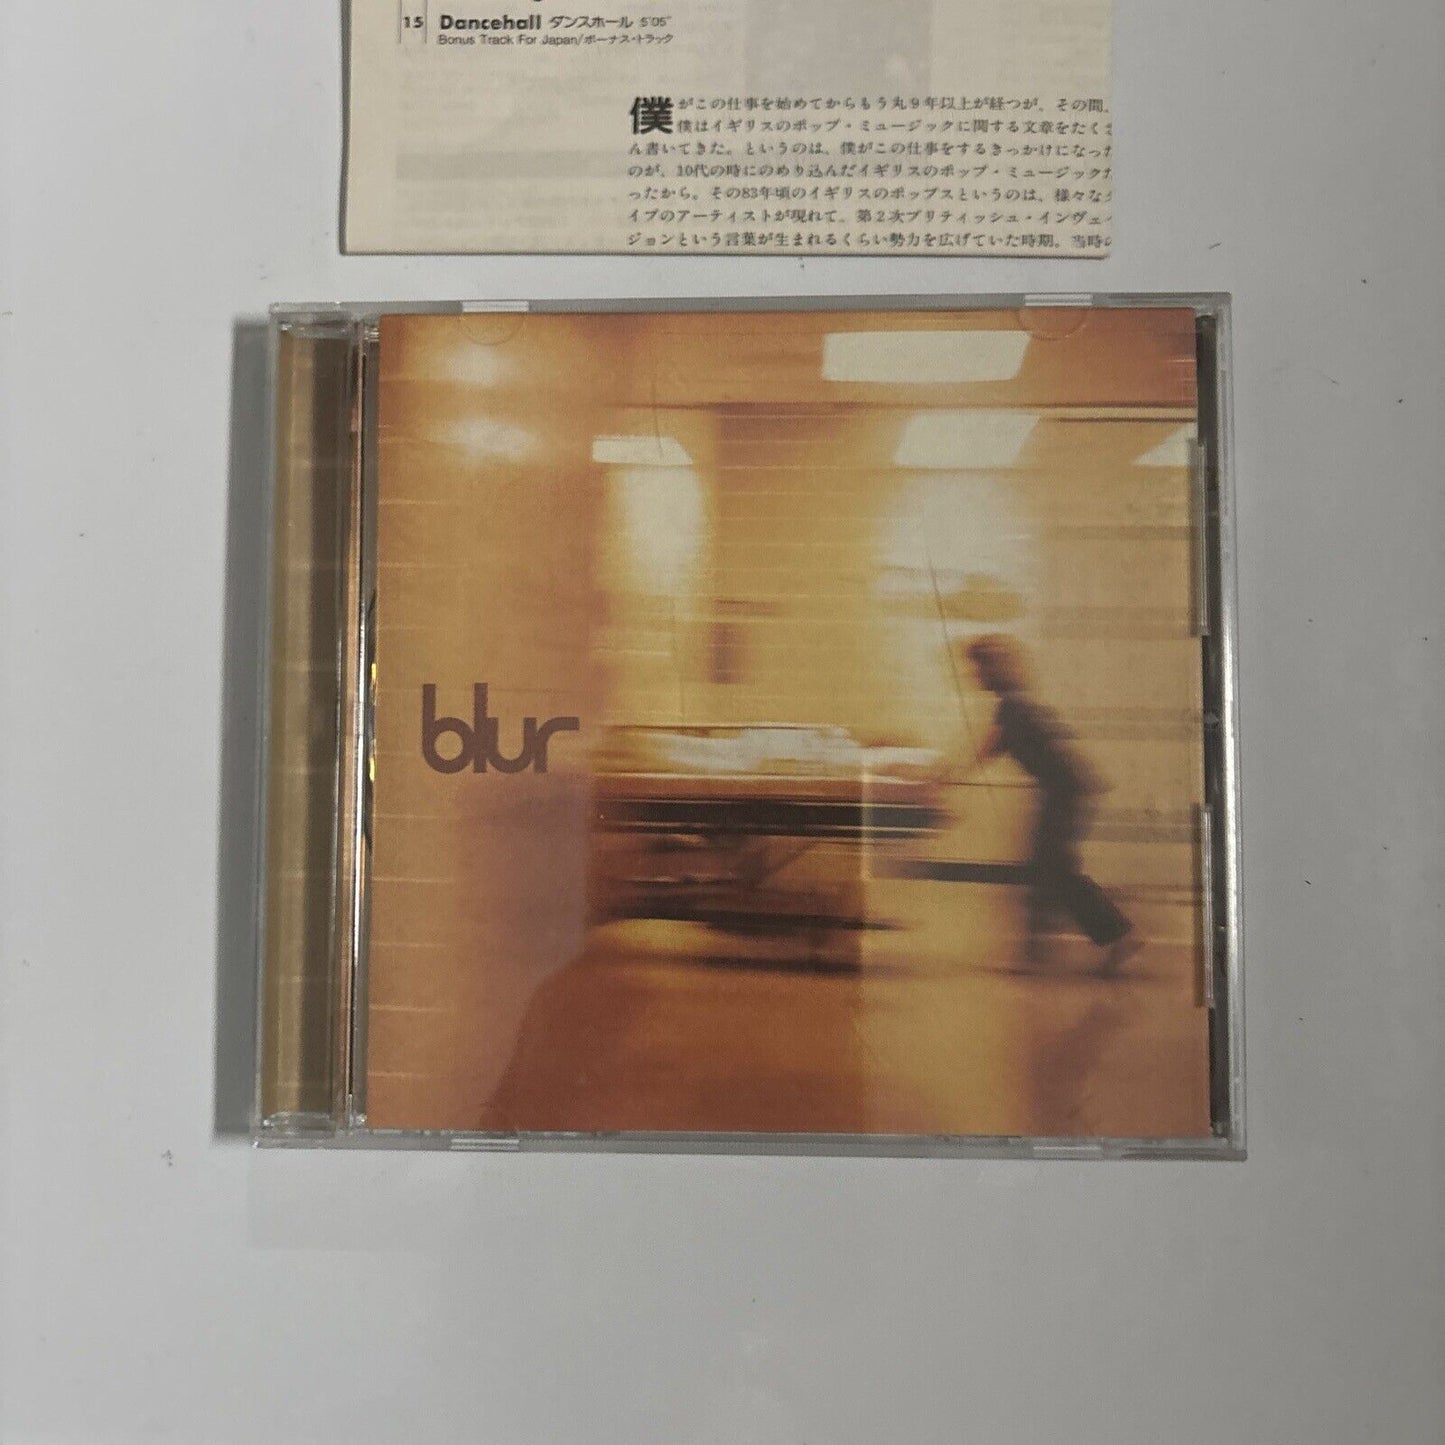 15 Dancehall ダンスホール 5'05"
Bonus Track For Japan/ボーナス・トラック
僕がこの仕事を始めてからもう丸9年以上が経つが、その間、
僕はイギリスのポップ・ミュージックに関する文章をたくさ
ん書いてきた。というのは、僕がこの仕事をするきっかけになった
のが、10代の時にのめり込んだイギリスのポップ・ミュージックだ
ったから。その83年頃のイギリスのポップスというのは、様々なタ
イプのアーティストが現れて、第2次ブリティッシュ・インヴェイ
ジョンという言葉が生まれるくらい勢力を広げていた時期。当時の
blur